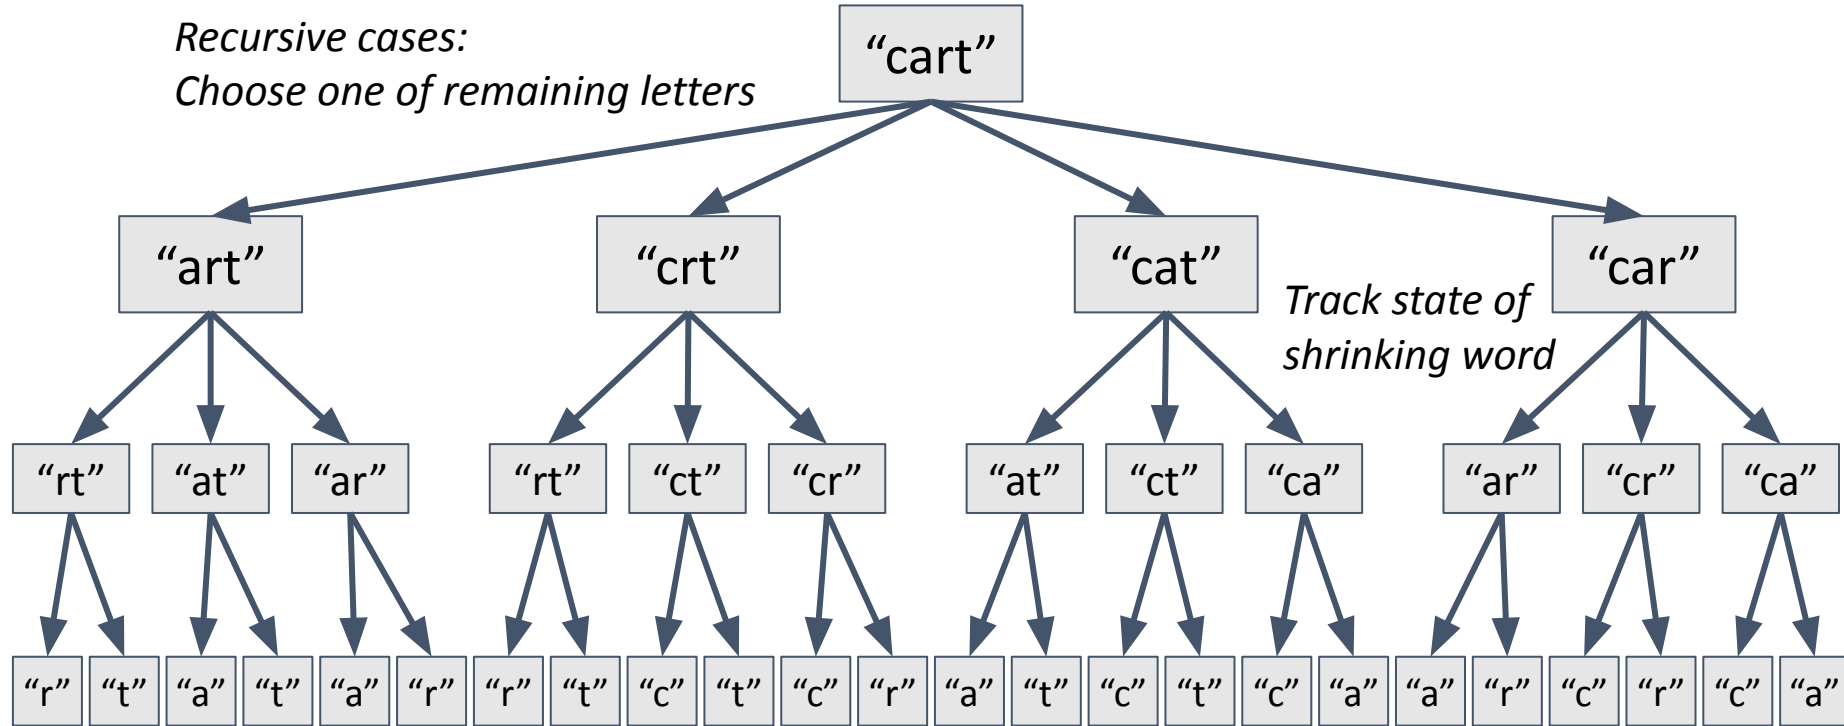 Recursive cases:
Choose one of remaining letters
“cart”
“art” “crt” “cat” “car”
Track state of
shrinking word
“rt” “at” “ar” “rt” “ct” “cr” “at” “ct” “ca” “ar” “cr” “ca”
“r” “t” “a” “t” “a” “r” “r” “t” “c” “t” “c” “r” “a” “t” “c” “t” “c” “a” “a” “r” “c” “r” “c” “a”